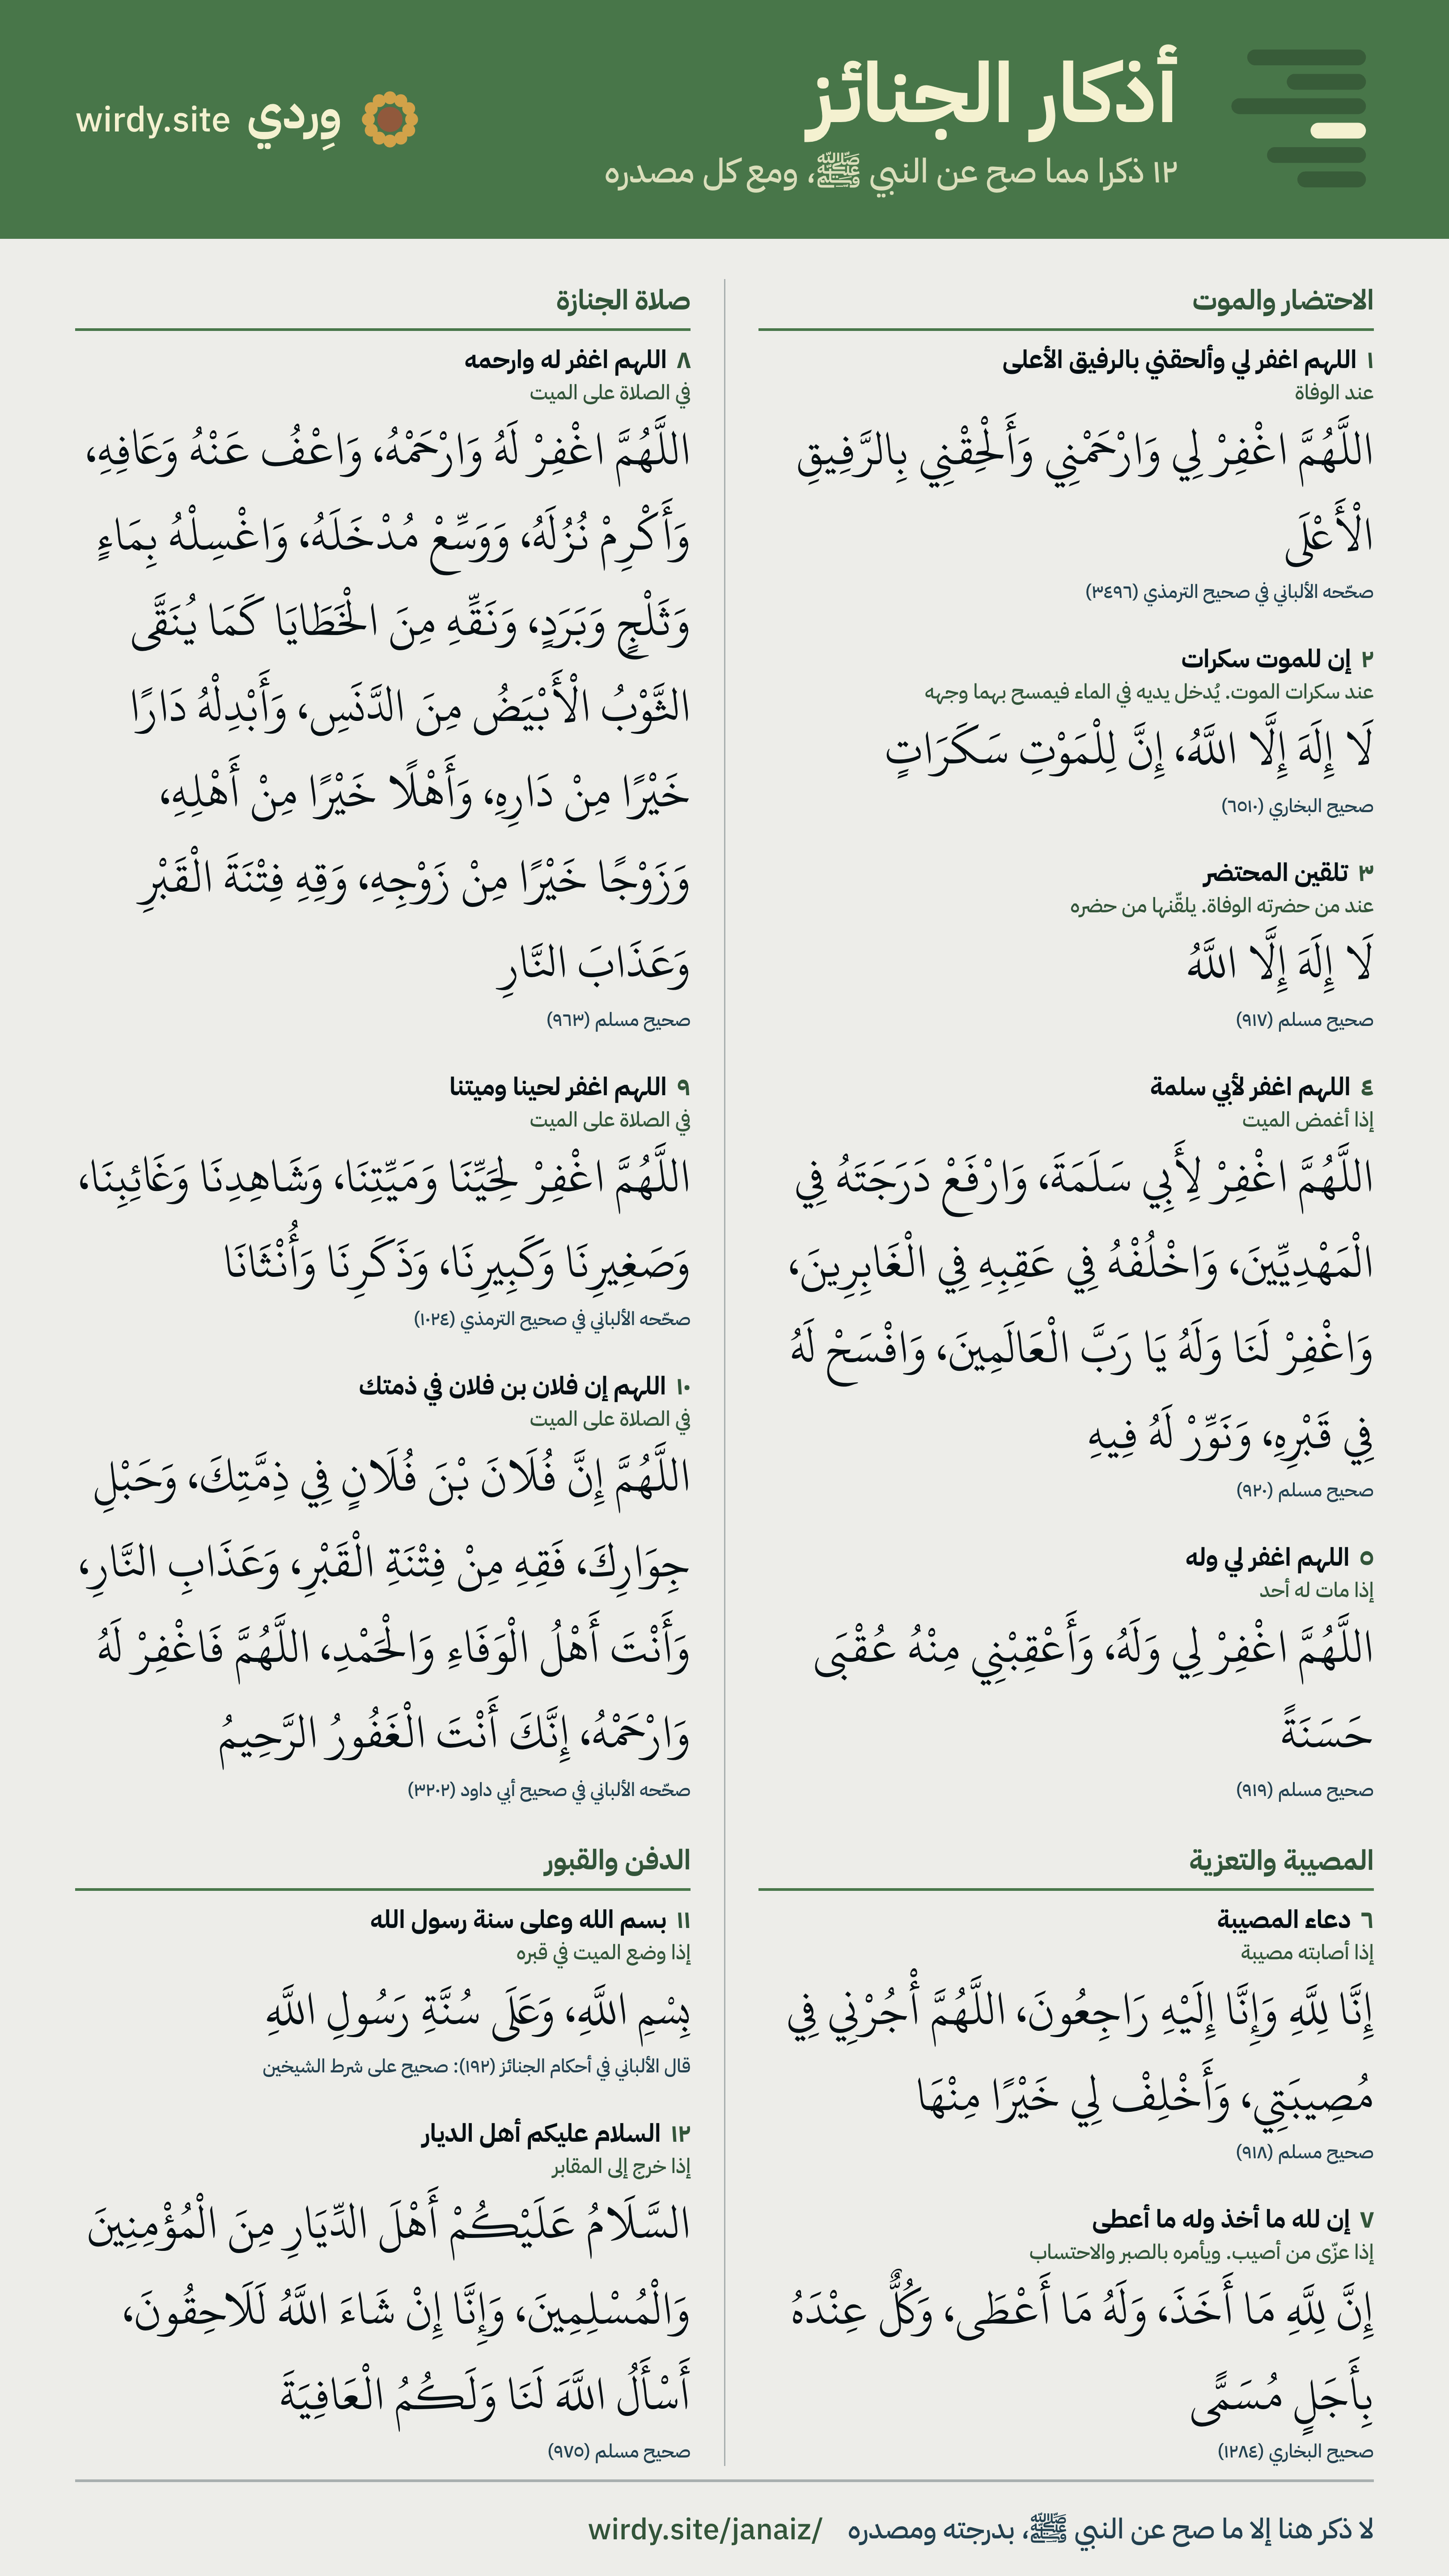 أذكار الجنائز
١٢ ذكرا مما صح عن النبي ﷺ، ومع كل مصدره
وِردي wirdy.site
الاحتضار والموت
١ اللهم اغفر لي وألحقني بالرفيق الأعلى
عند الوفاة
اللَّهُمَّ اغْفِرْ لِي وَارْحَمْنِي وَأَلْحِقْنِي بِالرَّفِيقِ
الْأَعْلَى
صحّحه الألباني في صحيح الترمذي (٣٤٩٦)
٢ إن للموت سكرات
عند سكرات الموت. يُدخل يديه في الماء فيمسح بهما وجهه
لَا إِلَهَ إِلَّا اللَّهُ، إِنَّ لِلْمَوْتِ سَكَرَاتٍ
صحيح البخاري (٦٥١٠)
٣ تلقين المحتضر
عند من حضرته الوفاة. يلقّنها من حضره
لَا إِلَهَ إِلَّا اللَّهُ
صحيح مسلم (٩١٧)
٤ اللهم اغفر لأبي سلمة
إذا أغمض الميت
اللَّهُمَّ اغْفِرْ لِأَبِي سَلَمَةَ، وَارْفَعْ دَرَجَتَهُ فِي
الْمَهْدِيِّينَ، وَاخْلُفْهُ فِي عَقِبِهِ فِي الْغَابِرِينَ،
وَاغْفِرْ لَنَا وَلَهُ يَا رَبَّ الْعَالَمِينَ، وَافْسَحْ لَهُ
فِي قَبْرِهِ، وَنَوِّرْ لَهُ فِيهِ
صحيح مسلم (٩٢٠)
٥ اللهم اغفر لي وله
إذا مات له أحد
اللَّهُمَّ اغْفِرْ لِي وَلَهُ، وَأَعْقِبْنِي مِنْهُ عُقْبَى
حَسَنَةً
صحيح مسلم (٩١٩)
المصيبة والتعزية
٦ دعاء المصيبة
إذا أصابته مصيبة
إِنَّا لِلَّهِ وَإِنَّا إِلَيْهِ رَاجِعُونَ، اللَّهُمَّ أْجُرْنِي فِي
مُصِيبَتِي، وَأَخْلِفْ لِي خَيْرًا مِنْهَا
صحيح مسلم (٩١٨)
٧ إن لله ما أخذ وله ما أعطى
إذا عزّى من أصيب. ويأمره بالصبر والاحتساب
إِنَّ لِلَّهِ مَا أَخَذَ، وَلَهُ مَا أَعْطَى، وَكُلٌّ عِنْدَهُ
بِأَجَلٍ مُسَمًّى
صحيح البخاري (١٢٨٤)
صلاة الجنازة
٨ اللهم اغفر له وارحمه
في الصلاة على الميت
اللَّهُمَّ اغْفِرْ لَهُ وَارْحَمْهُ، وَاعْفُ عَنْهُ وَعَافِهِ،
وَأَكْرِمْ نُزُلَهُ، وَوَسِّعْ مُدْخَلَهُ، وَاغْسِلْهُ بِمَاءٍ
وَثَلْجٍ وَبَرَدٍ، وَنَقِّهِ مِنَ الْخَطَايَا كَمَا يُنَقَّى
الثَّوْبُ الْأَبْيَضُ مِنَ الدَّنَسِ، وَأَبْدِلْهُ دَارًا
خَيْرًا مِنْ دَارِهِ، وَأَهْلًا خَيْرًا مِنْ أَهْلِهِ،
وَزَوْجًا خَيْرًا مِنْ زَوْجِهِ، وَقِهِ فِتْنَةَ الْقَبْرِ
وَعَذَابَ النَّارِ
صحيح مسلم (٩٦٣)
٩ اللهم اغفر لحينا وميتنا
في الصلاة على الميت
اللَّهُمَّ اغْفِرْ لِحَيِّنَا وَمَيِّتِنَا، وَشَاهِدِنَا وَغَائِبِنَا،
وَصَغِيرِنَا وَكَبِيرِنَا، وَذَكَرِنَا وَأُنْثَانَا
صحّحه الألباني في صحيح الترمذي (١٠٢٤)
١٠ اللهم إن فلان بن فلان في ذمتك
في الصلاة على الميت
اللَّهُمَّ إِنَّ فُلَانَ بْنَ فُلَانٍ فِي ذِمَّتِكَ، وَحَبْلِ
جِوَارِكَ، فَقِهِ مِنْ فِتْنَةِ الْقَبْرِ، وَعَذَابِ النَّارِ،
وَأَنْتَ أَهْلُ الْوَفَاءِ وَالْحَمْدِ، اللَّهُمَّ فَاغْفِرْ لَهُ
وَارْحَمْهُ، إِنَّكَ أَنْتَ الْغَفُورُ الرَّحِيمُ
صحّحه الألباني في صحيح أبي داود (٣٢٠٢)
الدفن والقبور
١١ بسم الله وعلى سنة رسول الله
إذا وضع الميت في قبره
بِسْمِ اللَّهِ، وَعَلَى سُنَّةِ رَسُولِ اللَّهِ
قال الألباني في أحكام الجنائز (١٩٢): صحيح على شرط الشيخين
١٢ السلام عليكم أهل الديار
إذا خرج إلى المقابر
السَّلَامُ عَلَيْكُمْ أَهْلَ الدِّيَارِ مِنَ الْمُؤْمِنِينَ
وَالْمُسْلِمِينَ، وَإِنَّا إِنْ شَاءَ اللَّهُ لَلَاحِقُونَ،
أَسْأَلُ اللَّهَ لَنَا وَلَكُمُ الْعَافِيَةَ
صحيح مسلم (٩٧٥)
لا ذكر هنا إلا ما صح عن النبي ﷺ، بدرجته ومصدره wirdy.site/janaiz/